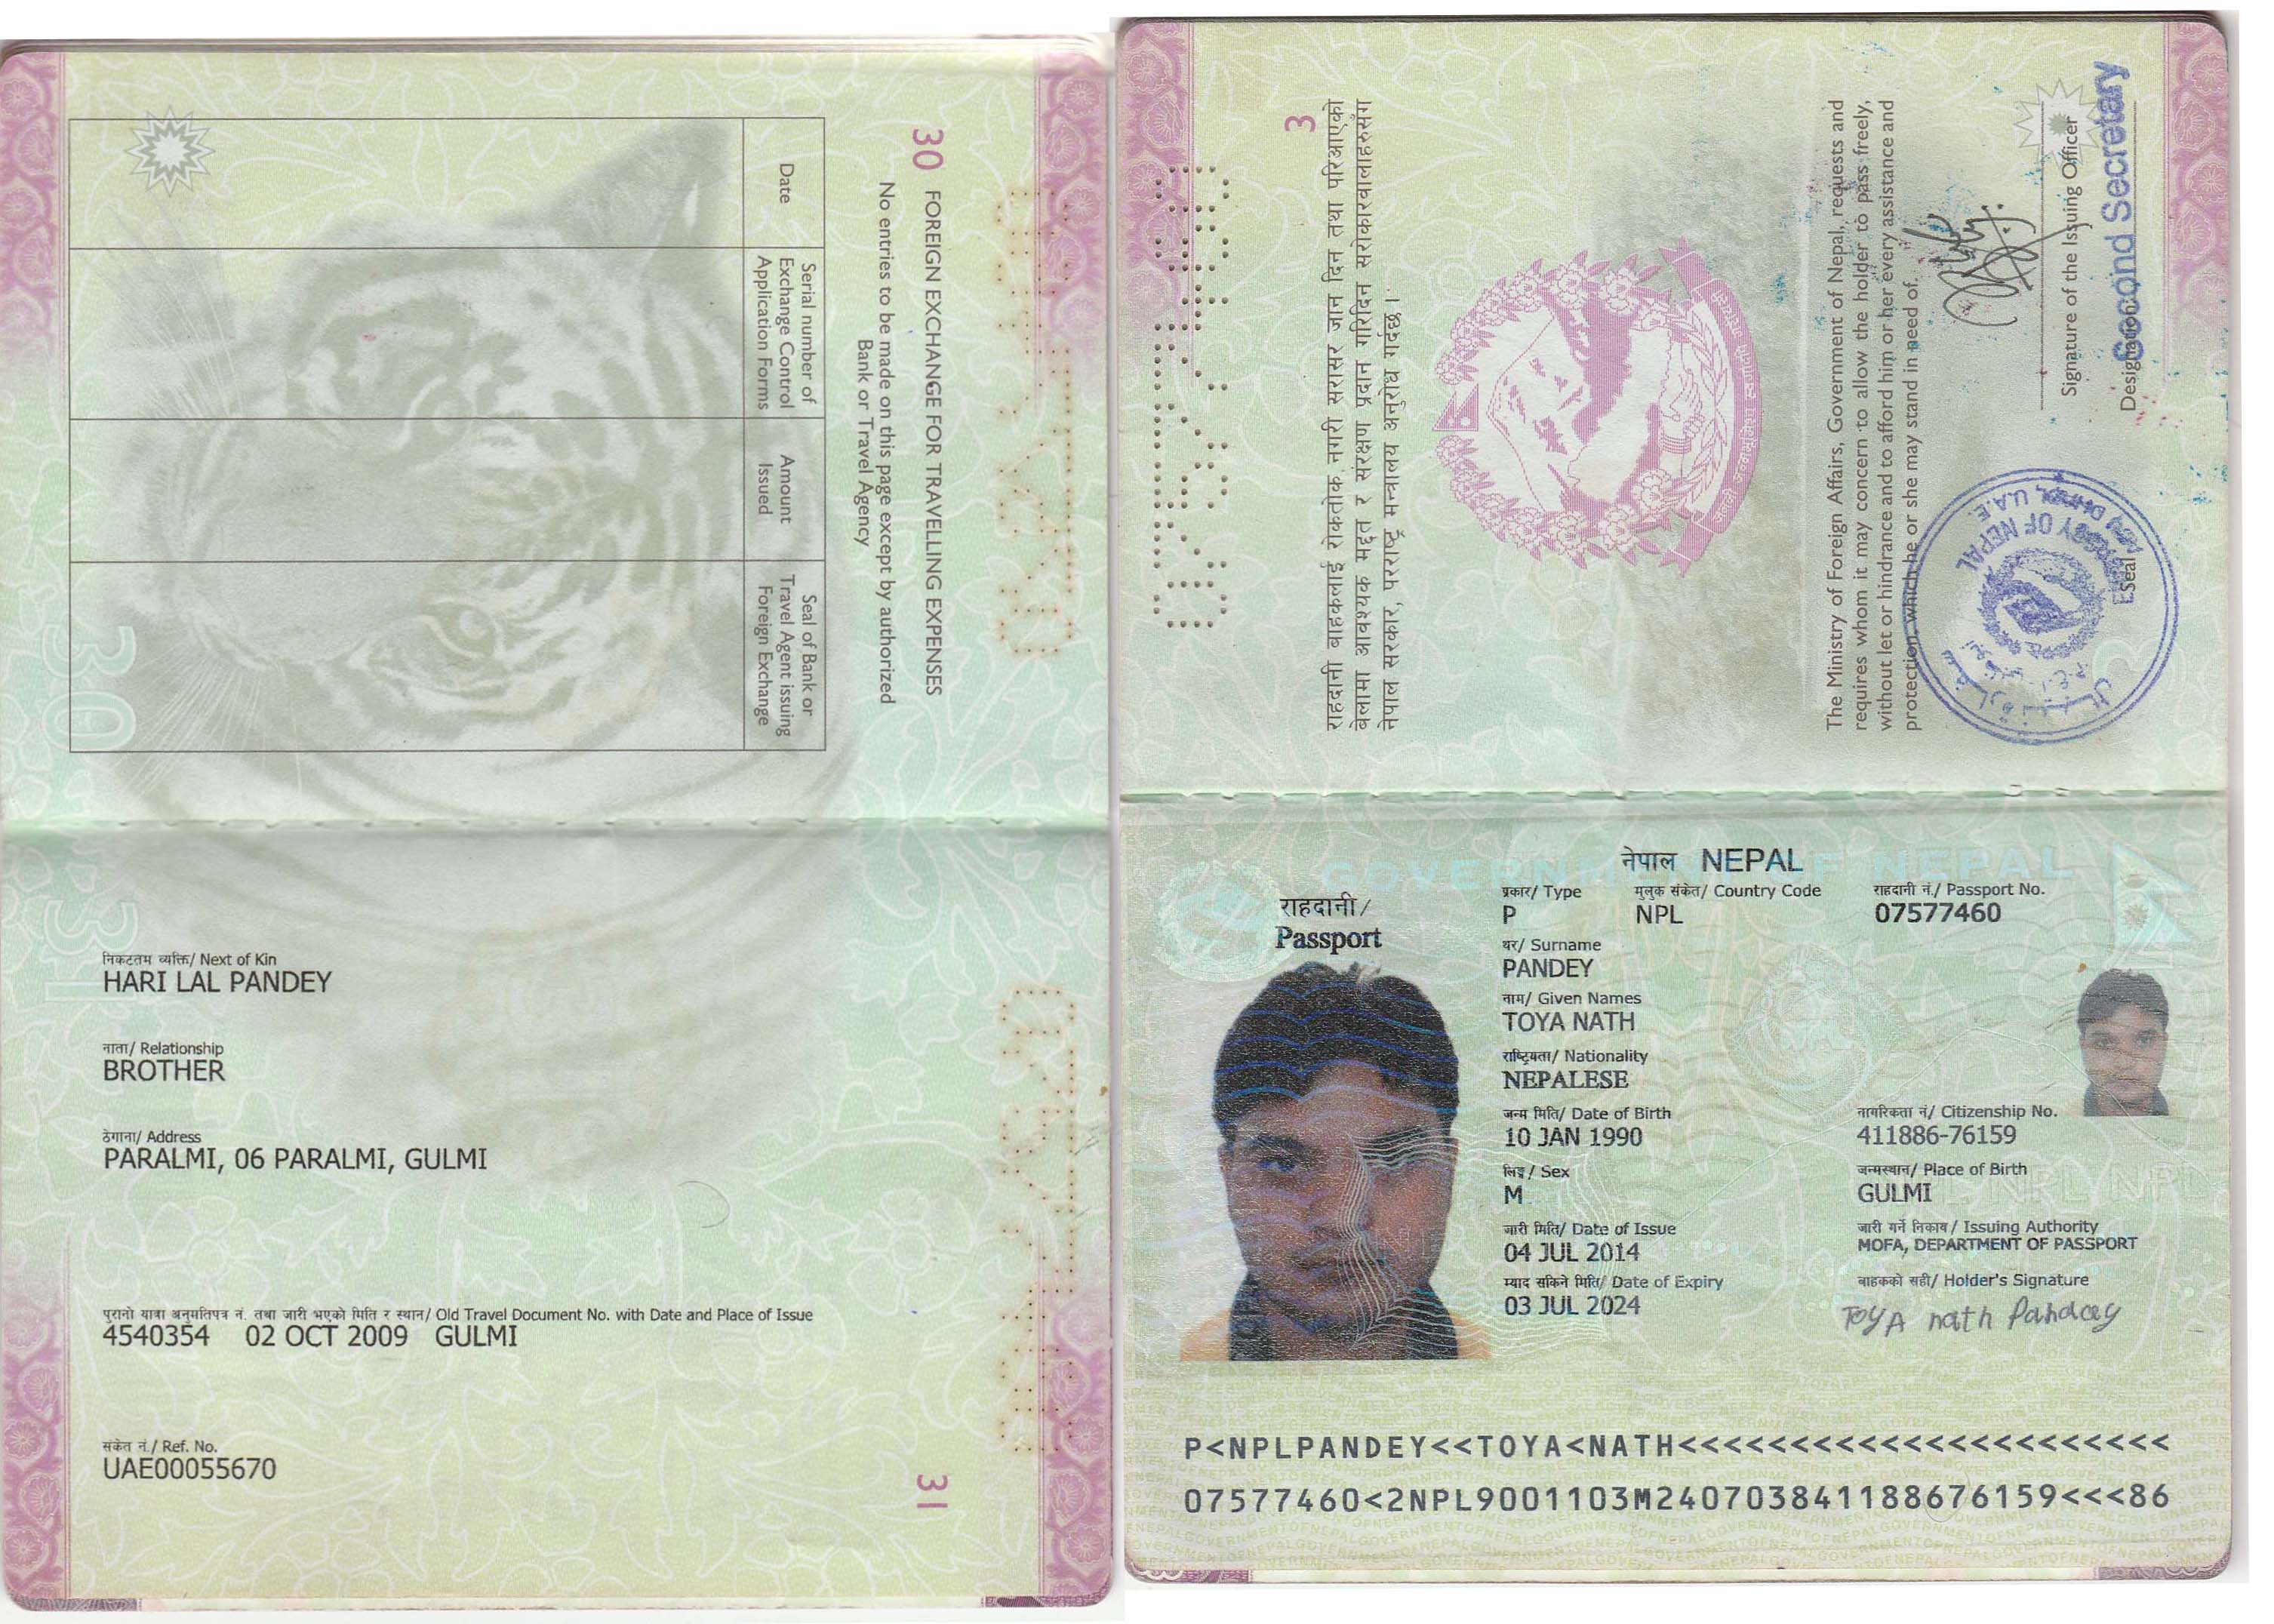 30 FOREIGN EXCHANGE FOR TRAVELLING EXPENSES
No entries to be made on this page except by authorized
Bank or Travel Agency
Date
Serial number of
Exchange Control
Application Forms
Amount
Issued
Seal of Bank or
Travel Agent issuing
Foreign Exchange
निकटतम व्यक्ति/ Next of Kin
HARI LAL PANDEY
नाता/ Relationship
BROTHER
ठेगाना/ Address
PARALMI, 06 PARALMI, GULMI
पुरानो यात्रा अनुमतिपत्र नं. तथा जारी भएको मिति र स्थान/ Old Travel Document No. with Date and Place of Issue
4540354 02 OCT 2009 GULMI
संकेत नं./ Ref. No.
UAE00055670
31
3
राहदानी वाहकलाई रोकतोक नगरी सरासर जान दिन तथा परिआएको
बेलामा आवश्यक मद्दत र संरक्षण प्रदान गरिदिन सरोकारवालाहरुसंग
नेपाल सरकार, परराष्ट्र मन्त्रालय अनुरोध गर्दछ ।
The Ministry of Foreign Affairs, Government of Nepal, requests and
requires whom it may concern to allow the holder to pass freely,
without let or hindrance and to afford him or her every assistance and
protection, which he or she may stand in need of.
Signature of the Issuing Officer
Second Secretary
Designation
Seal
EMBASSY OF NEPAL
U.A.E.
GOVERNMENT OF NEPAL
नेपाल NEPAL
राहदानी/
Passport
प्रकार/ Type मुलुक संकेत/ Country Code राहदानी नं./ Passport No.
P NPL 07577460
थर/ Surname
PANDEY
नाम/ Given Names
TOYA NATH
राष्ट्रियता/ Nationality
NEPALESE
जन्म मिति/ Date of Birth नागरिकता नं/ Citizenship No.
10 JAN 1990 411886-76159
लिङ्ग/ Sex जन्मस्थान/ Place of Birth
M GULMI
जारी मिति/ Date of Issue जारी गर्ने निकाय/ Issuing Authority
04 JUL 2014 MOFA, DEPARTMENT OF PASSPORT
म्याद सकिने मिति/ Date of Expiry वाहकको सही/ Holder's Signature
03 JUL 2024 TOYA nath Pandey
P<NPLPANDEY<<TOYA<NATH<<<<<<<<<<<<<<<<<<<<<<
07577460<2NPL9001103M240703841188676159<<<86